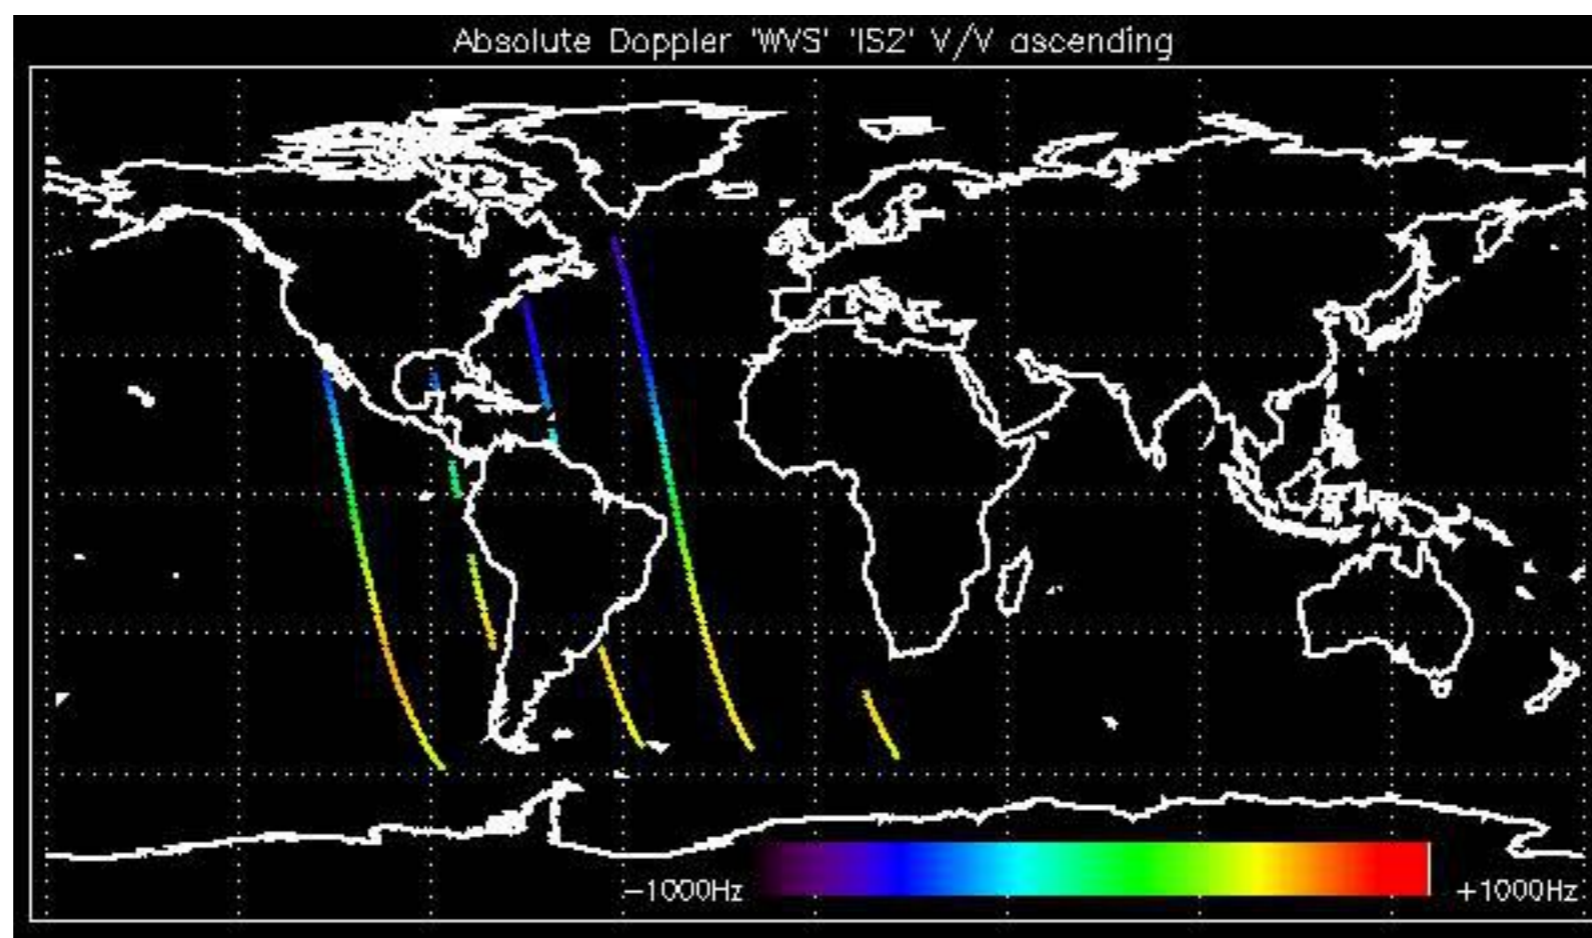 Absolute Doppler 'WVS' 'IS2' V/V ascending
-1000Hz +1000Hz